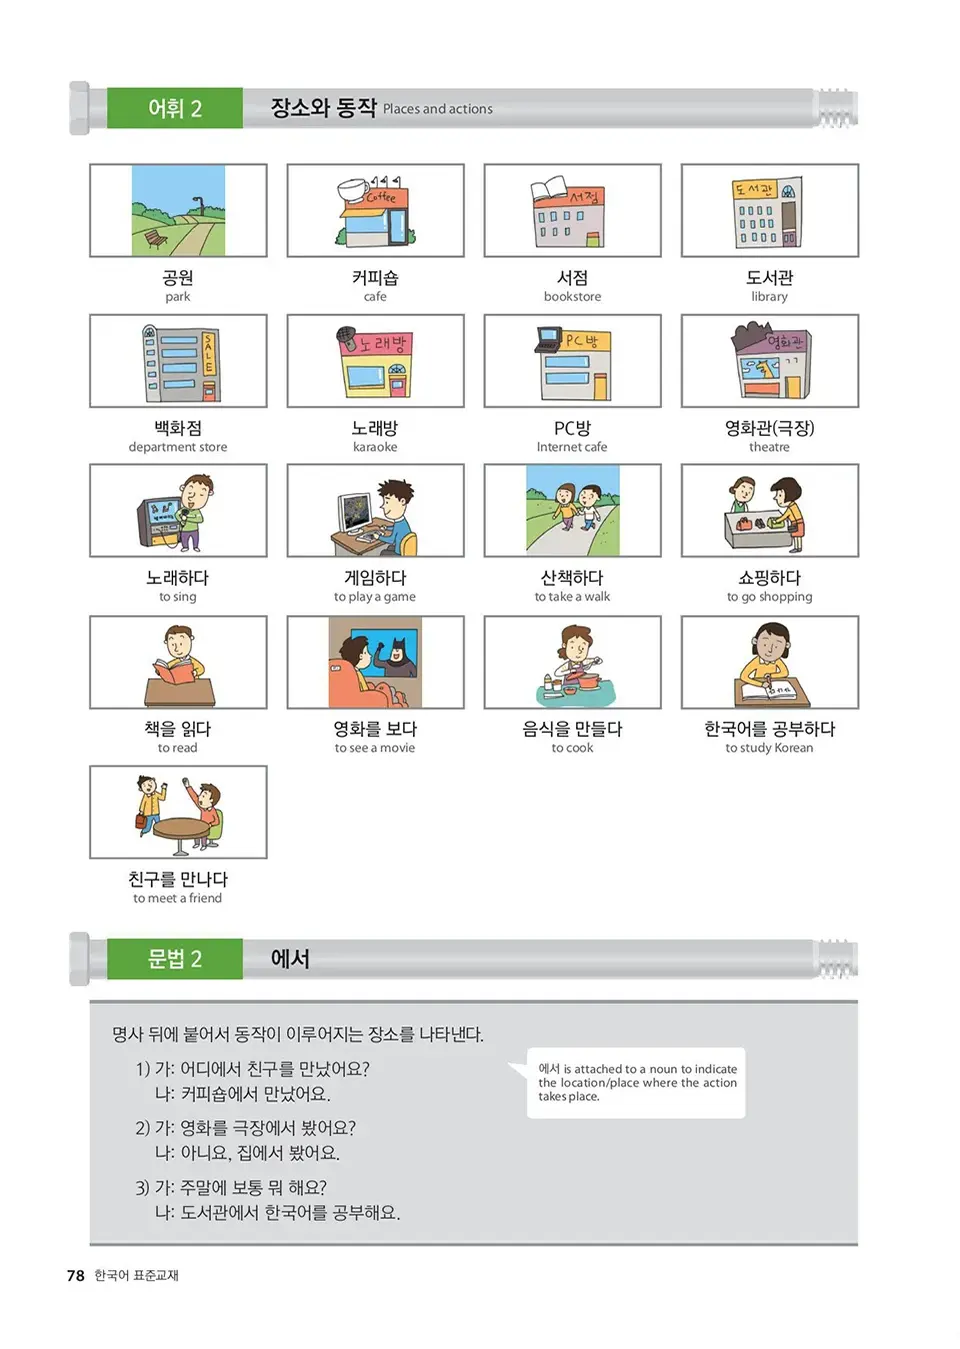 어휘 2 장소와 동작 Places and actions
Coffee
서점
도서관
공원
park
커피숍
cafe
서점
bookstore
도서관
library
SALE
노래방
PC방
영화관
백화점
department store
노래방
karaoke
PC방
Internet cafe
영화관(극장)
theatre
노래하다
to sing
게임하다
to play a game
산책하다
to take a walk
쇼핑하다
to go shopping
책을 읽다
to read
영화를 보다
to see a movie
음식을 만들다
to cook
한국어를 공부하다
to study Korean
친구를 만나다
to meet a friend
문법 2 에서
명사 뒤에 붙어서 동작이 이루어지는 장소를 나타낸다.
1) 가: 어디에서 친구를 만났어요?
나: 커피숍에서 만났어요.
2) 가: 영화를 극장에서 봤어요?
나: 아니요, 집에서 봤어요.
3) 가: 주말에 보통 뭐 해요?
나: 도서관에서 한국어를 공부해요.
에서 is attached to a noun to indicate
the location/place where the action
takes place.
78 한국어 표준교재